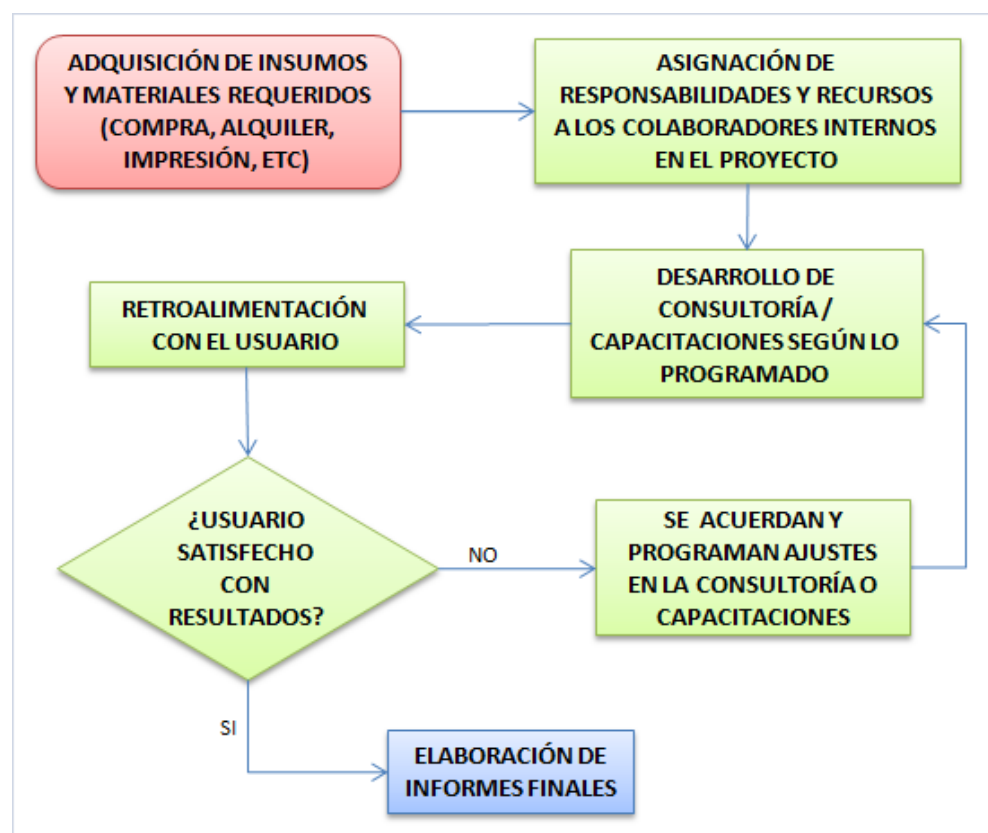 ADQUISICIÓN DE INSUMOS
Y MATERIALES REQUERIDOS
(COMPRA, ALQUILER,
IMPRESIÓN, ETC)
ASIGNACIÓN DE
RESPONSABILIDADES Y RECURSOS
A LOS COLABORADORES INTERNOS
EN EL PROYECTO
DESARROLLO DE
CONSULTORÍA /
CAPACITACIONES SEGÚN LO
PROGRAMADO
RETROALIMENTACIÓN
CON EL USUARIO
¿USUARIO
SATISFECHO
CON
RESULTADOS?
NO
SE ACUERDAN Y
PROGRAMAN AJUSTES
EN LA CONSULTORÍA O
CAPACITACIONES
SI
ELABORACIÓN DE
INFORMES FINALES